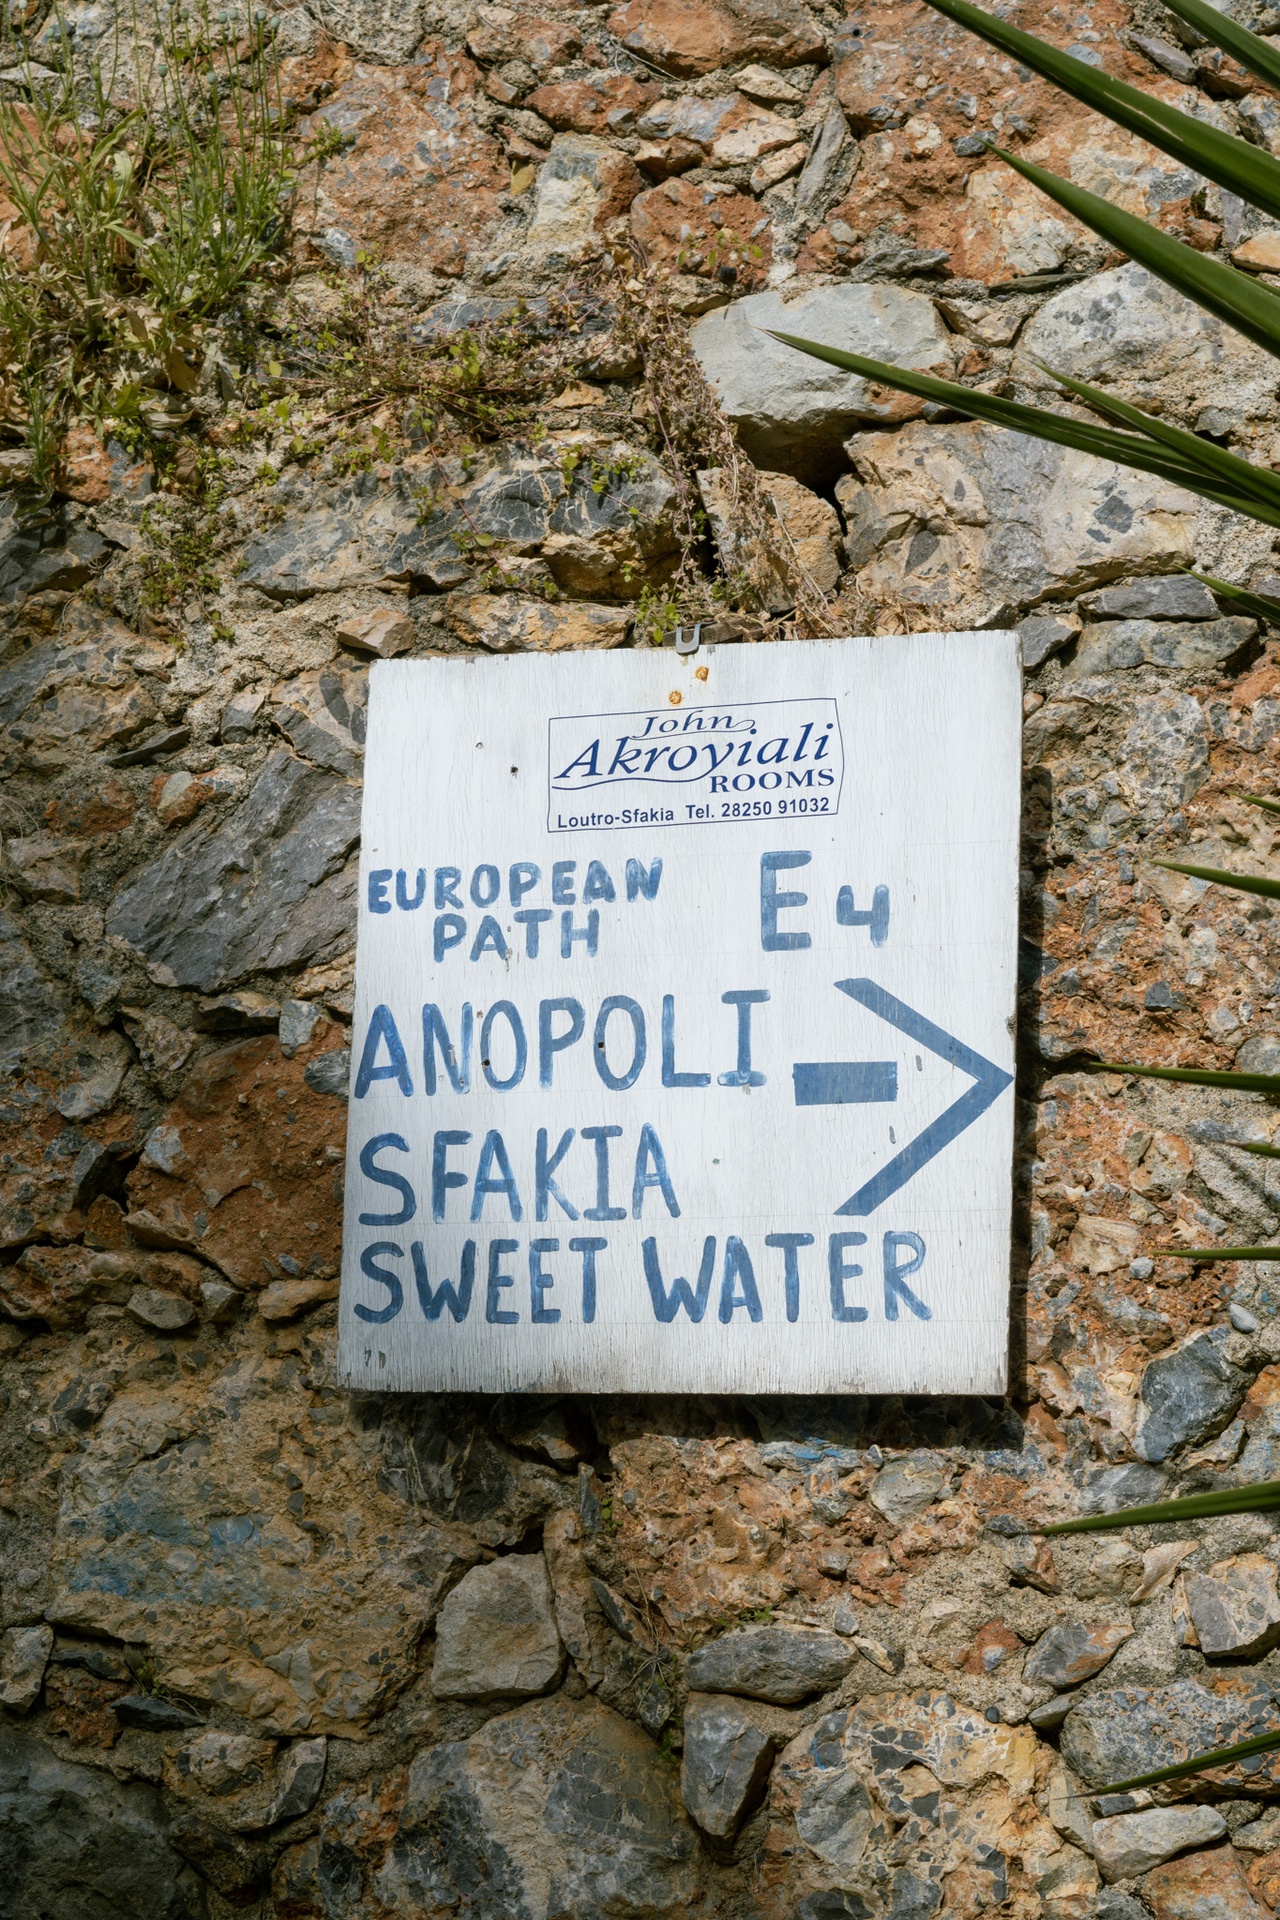 John
Akroyiali
ROOMS
Loutro-Sfakia Tel. 28250 91032
EUROPEAN PATH E4
ANOPOLI
SFAKIA
SWEET WATER